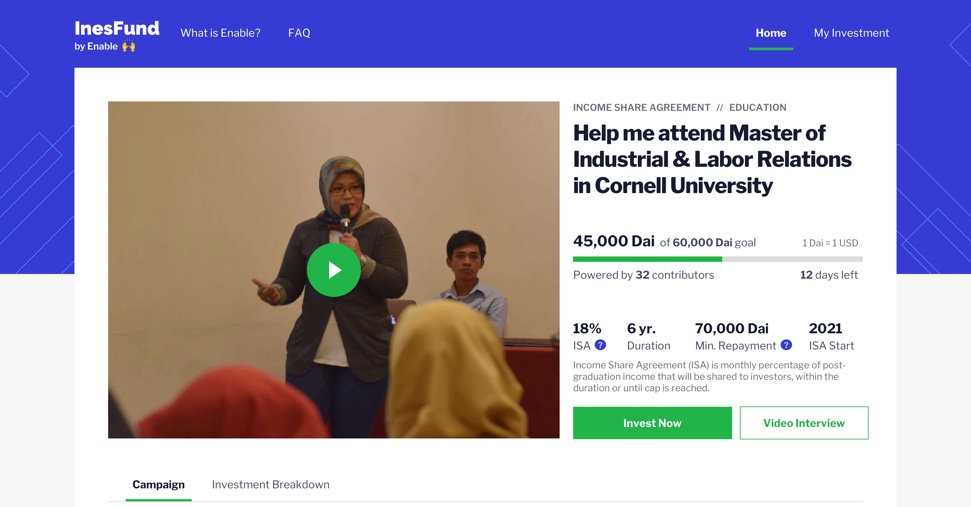 InesFund
by Enable 🙌
What is Enable?
FAQ
Home
My Investment
INCOME SHARE AGREEMENT // EDUCATION
Help me attend Master of
Industrial & Labor Relations
in Cornell University
45,000 Dai of 60,000 Dai goal
1 Dai = 1 USD
Powered by 32 contributors
12 days left
18%
ISA ?
6 yr.
Duration
70,000 Dai
Min. Repayment ?
2021
ISA Start
Income Share Agreement (ISA) is monthly percentage of post-
graduation income that will be shared to investors, within the
duration or until cap is reached.
Invest Now
Video Interview
Campaign
Investment Breakdown